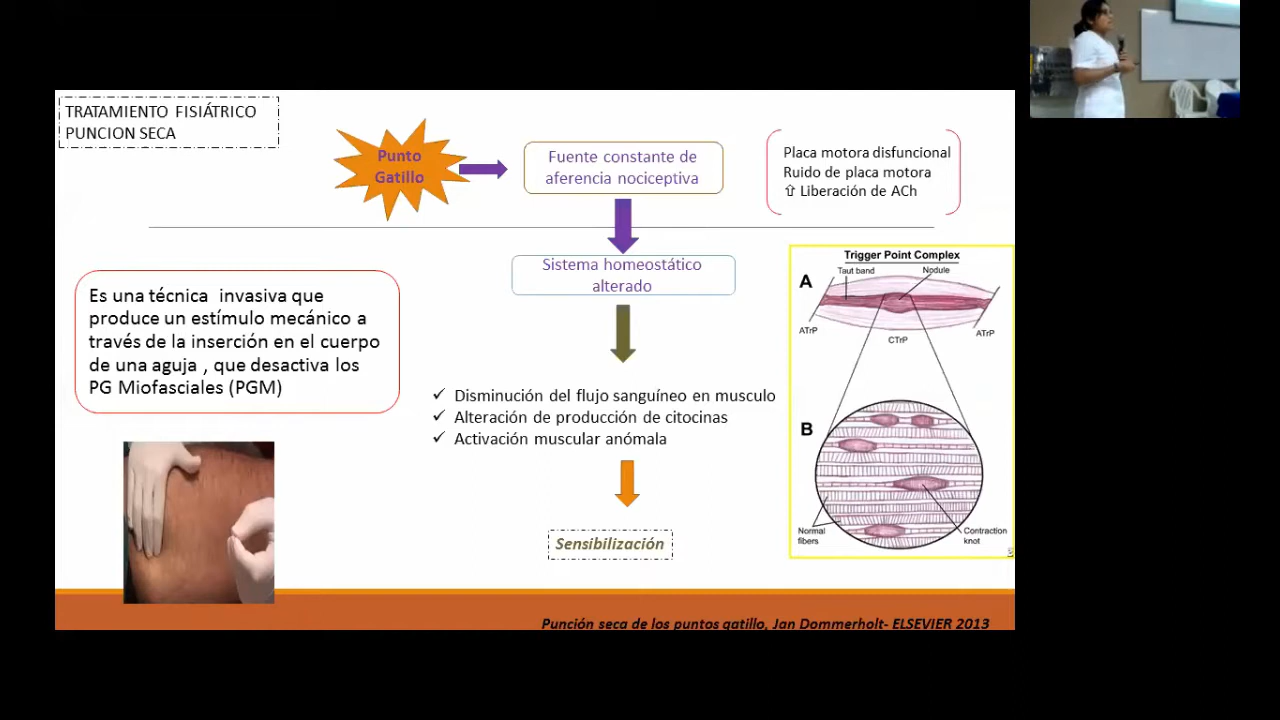 TRATAMIENTO FISIÁTRICO
PUNCION SECA
Punto
Gatillo
Fuente constante de
aferencia nociceptiva
Placa motora disfuncional
Ruido de placa motora
⇧ Liberación de ACh
Sistema homeostático
alterado
Es una técnica invasiva que
produce un estímulo mecánico a
través de la inserción en el cuerpo
de una aguja , que desactiva los
PG Miofasciales (PGM)
✓ Disminución del flujo sanguíneo en musculo
✓ Alteración de producción de citocinas
✓ Activación muscular anómala
Sensibilización
Trigger Point Complex
Taut band
Nodule
A
ATrP
CTrP
ATrP
B
Normal
fibers
Contraction
knot
Punción seca de los puntos gatillo, Jan Dommerholt- ELSEVIER 2013